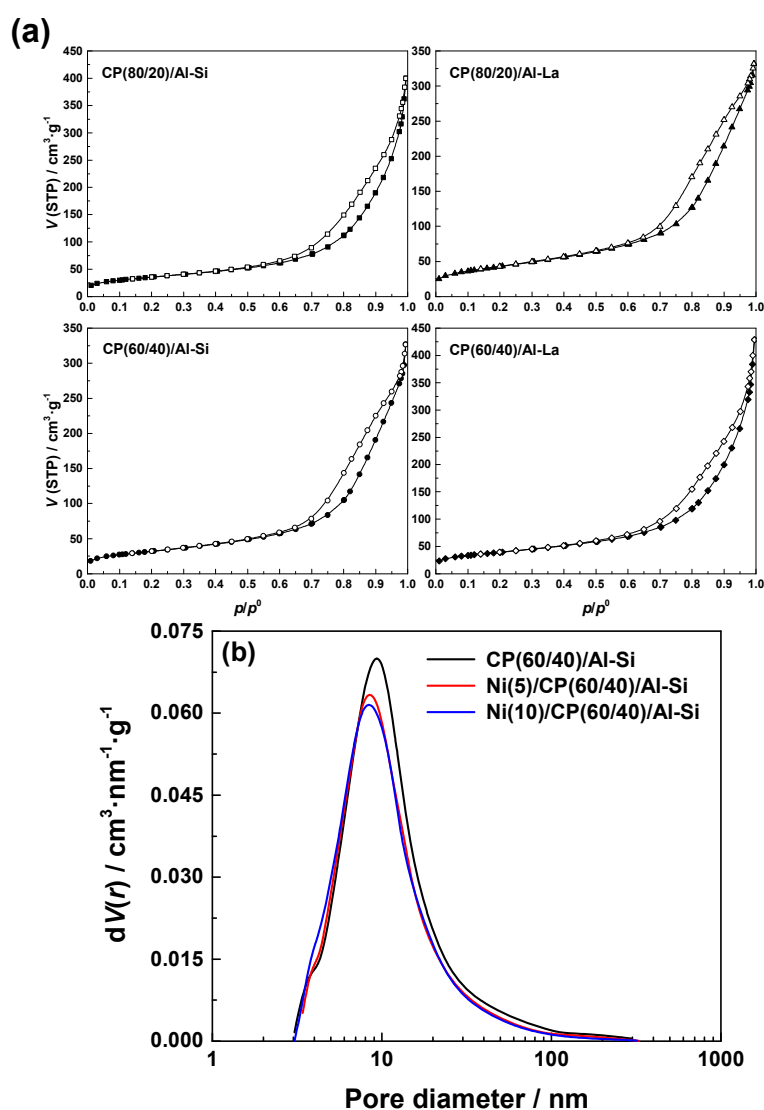 (a)
CP(80/20)/Al-Si
450
400
350
300
250
200
150
100
50
0
0.0 0.1 0.2 0.3 0.4 0.5 0.6 0.7 0.8 0.9 1.0
V (STP) / cm³·g⁻¹
CP(80/20)/Al-La
350
300
250
200
150
100
50
0
0.0 0.1 0.2 0.3 0.4 0.5 0.6 0.7 0.8 0.9 1.0
CP(60/40)/Al-Si
350
300
250
200
150
100
50
0
0.0 0.1 0.2 0.3 0.4 0.5 0.6 0.7 0.8 0.9 1.0
V (STP) / cm³·g⁻¹
p/p⁰
CP(60/40)/Al-La
450
400
350
300
250
200
150
100
50
0
0.0 0.1 0.2 0.3 0.4 0.5 0.6 0.7 0.8 0.9 1.0
p/p⁰
(b)
CP(60/40)/Al-Si
Ni(5)/CP(60/40)/Al-Si
Ni(10)/CP(60/40)/Al-Si
0.075
0.060
0.045
0.030
0.015
0.000
dV(r) / cm³·nm⁻¹·g⁻¹
1 10 100 1000
Pore diameter / nm